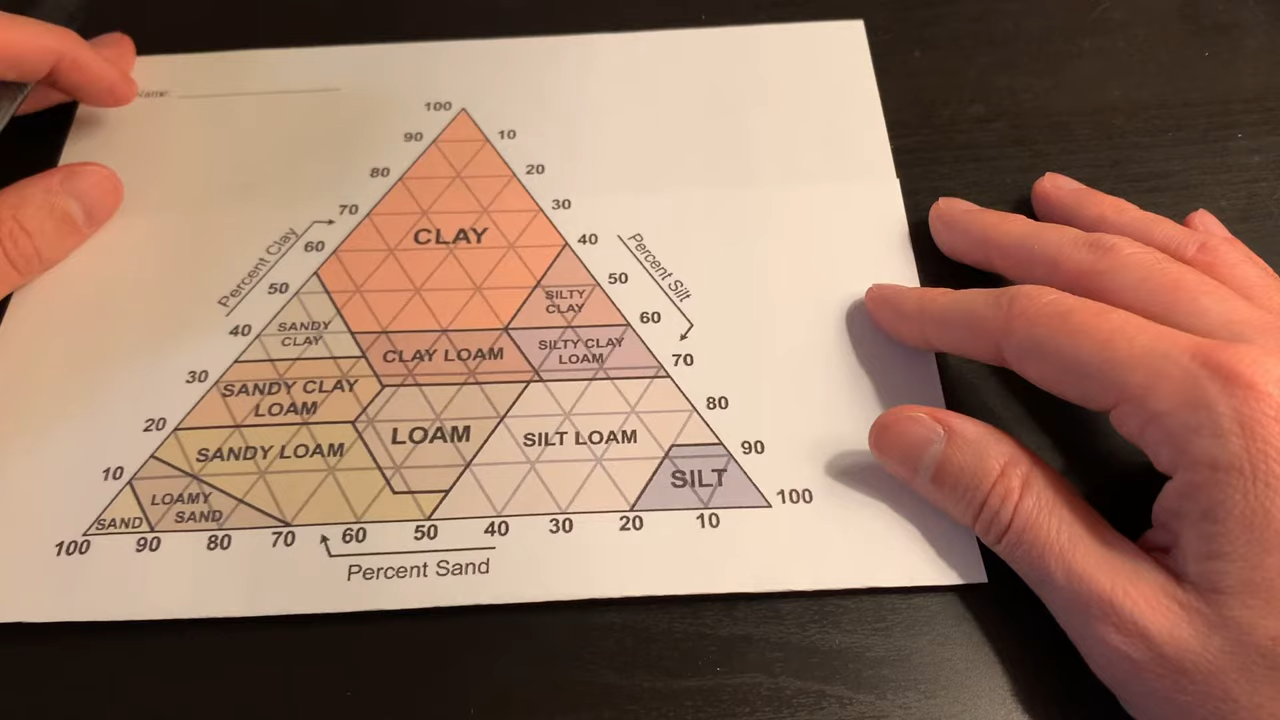 Name:
100
90 10
80 20
70 30
CLAY
60 40
Percent Clay
Percent Silt
50 50
SILTY
CLAY
40 60
SANDY
CLAY
CLAY LOAM
SILTY CLAY
LOAM
30 70
SANDY CLAY
LOAM
20 80
SANDY LOAM
LOAM
SILT LOAM
10 90
LOAMY
SAND
SAND
SILT
100
100 90 80 70 60 50 40 30 20 10
Percent Sand